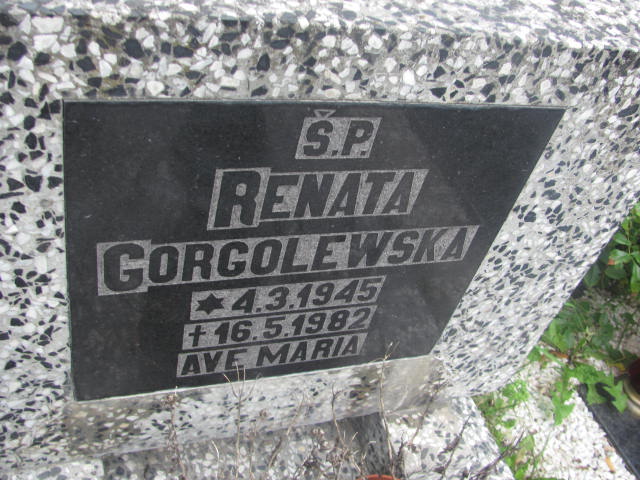 Ś.P.
RENATA
GORGOLEWSKA
★ 4.3.1945
✝ 16.5.1982
AVE MARIA